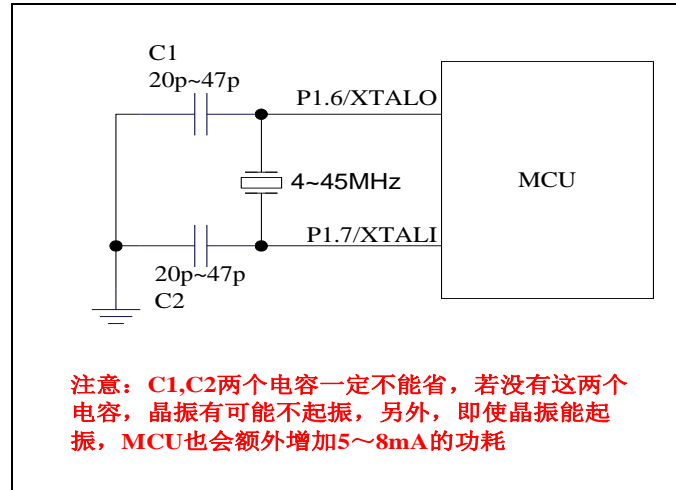 C1
20p~47p
P1.6/XTALO
4~45MHz
MCU
P1.7/XTALI
20p~47p
C2
注意：C1,C2两个电容一定不能省，若没有这两个
电容，晶振有可能不起振，另外，即使晶振能起
振，MCU也会额外增加5～8mA的功耗